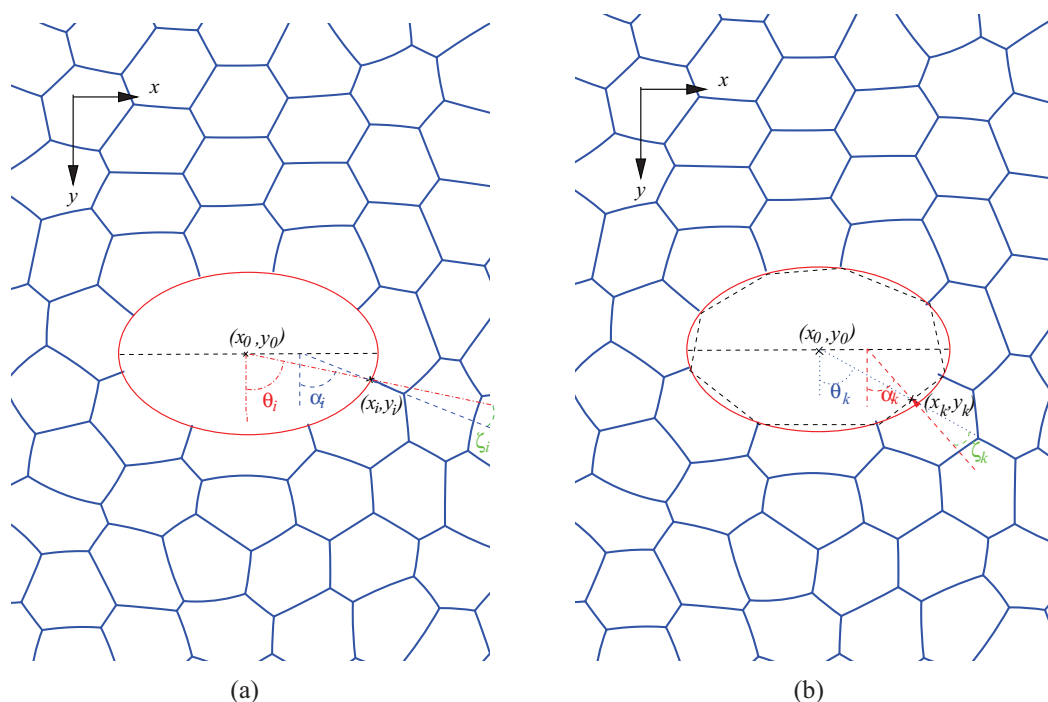 x
y
(x₀,y₀)
θᵢ
αᵢ
(xᵢ,yᵢ)
ζᵢ
(a)
x
y
(x₀,y₀)
θₖ
αₖ
(xₖ,yₖ)
ζₖ
(b)